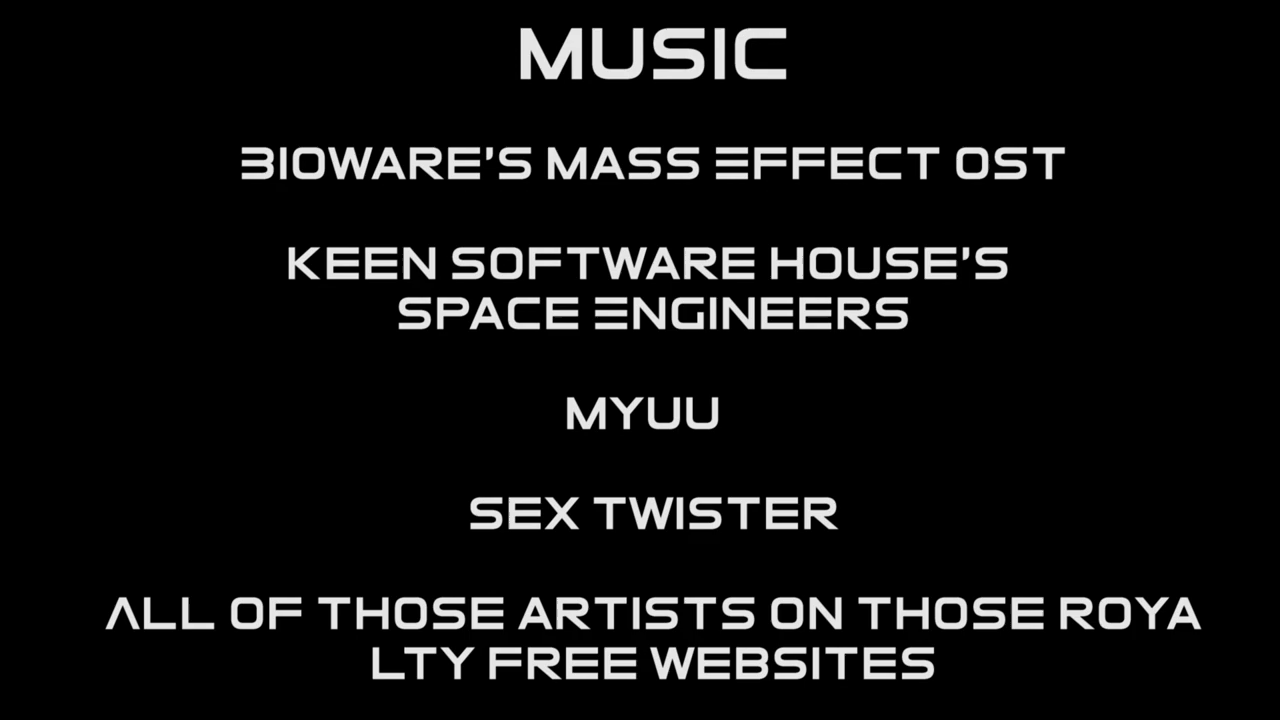 MUSIC
BIOWARE'S MASS EFFECT OST
KEEN SOFTWARE HOUSE'S
SPACE ENGINEERS
MYUU
SEX TWISTER
ALL OF THOSE ARTISTS ON THOSE ROYA
LTY FREE WEBSITES